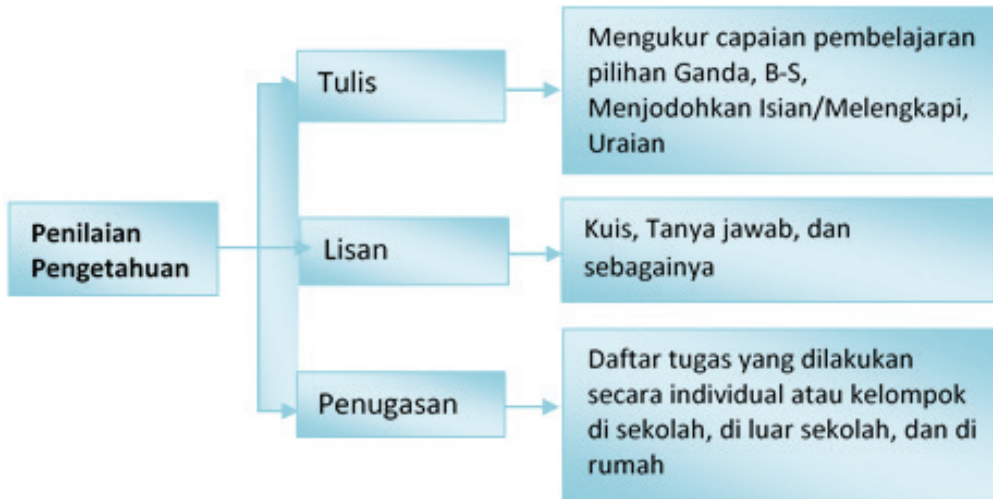 Penilaian
Pengetahuan
Tulis
Mengukur capaian pembelajaran
pilihan Ganda, B-S,
Menjodohkan Isian/Melengkapi,
Uraian
Lisan
Kuis, Tanya jawab, dan
sebagainya
Penugasan
Daftar tugas yang dilakukan
secara individual atau kelompok
di sekolah, di luar sekolah, dan di
rumah